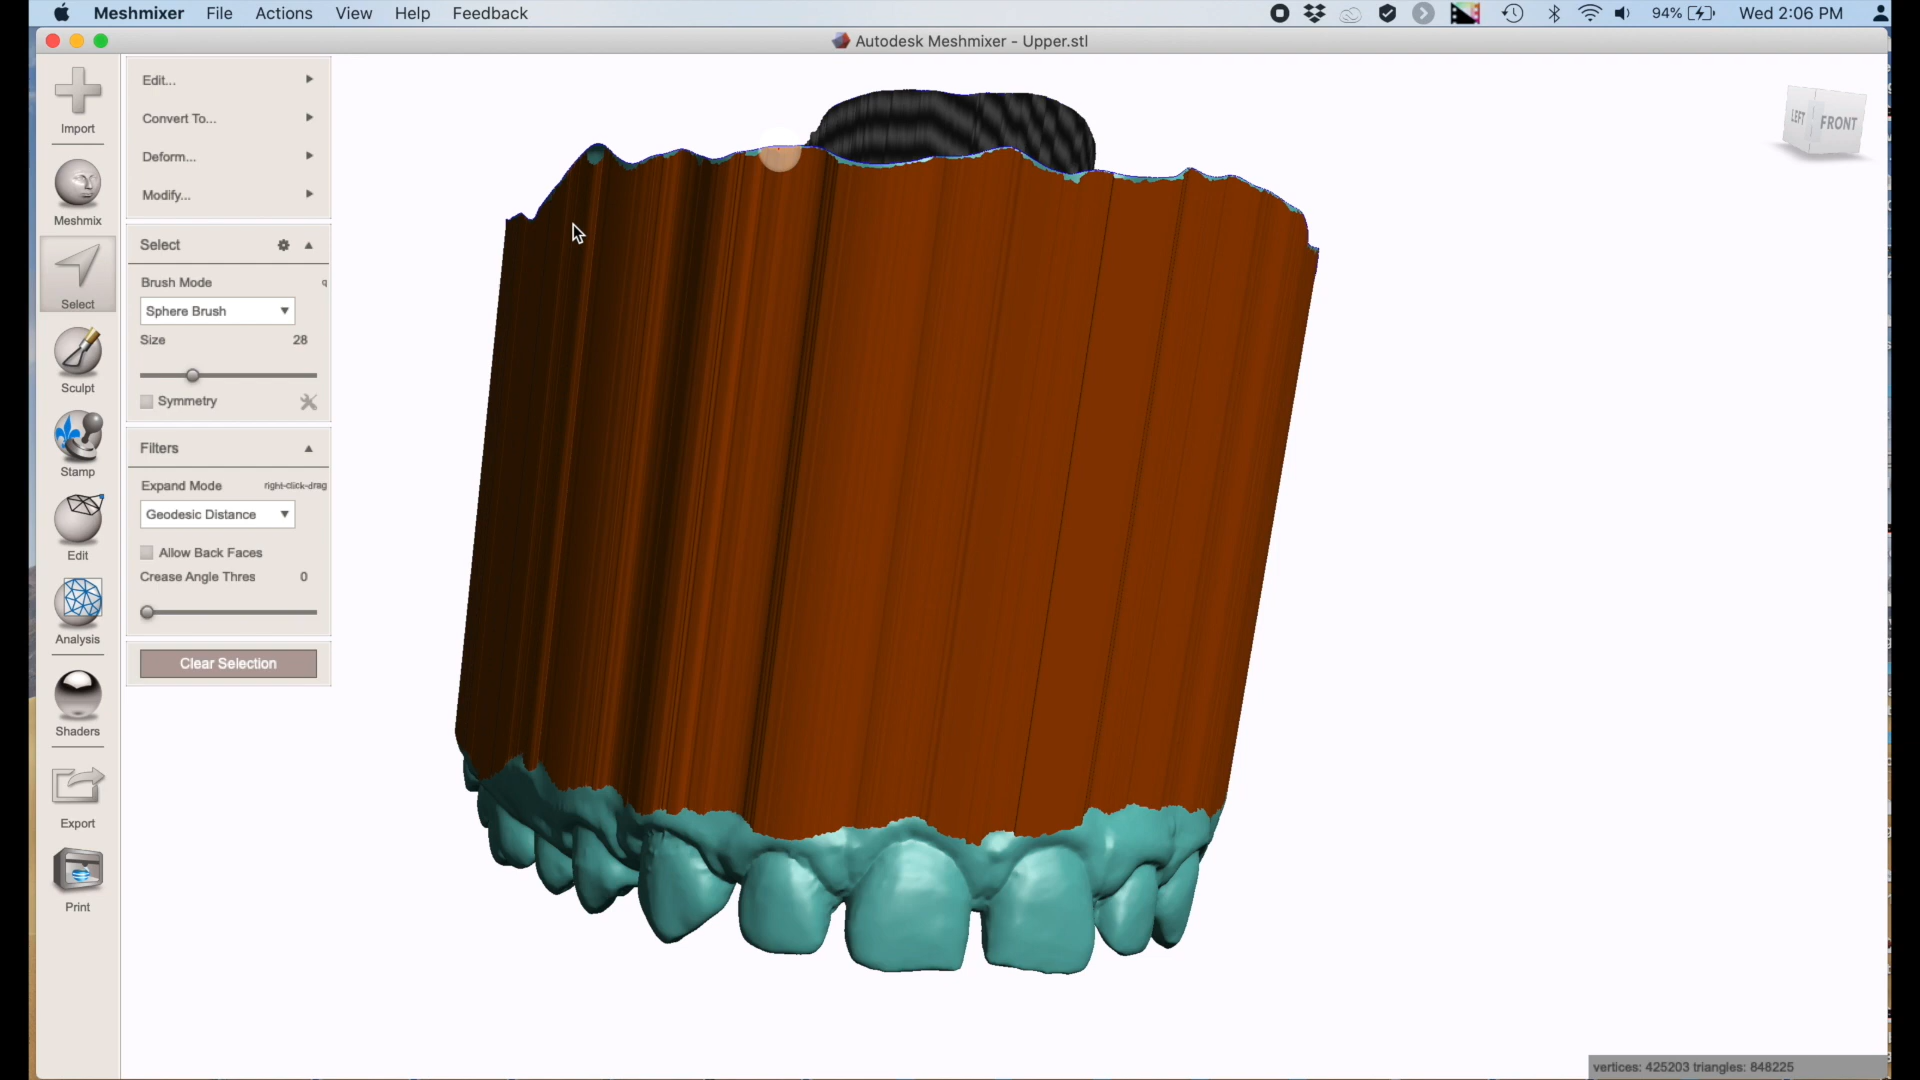 Meshmixer File Actions View Help Feedback 94% Wed 2:06 PM
Autodesk Meshmixer - Upper.stl
Import
Meshmix
Select
Sculpt
Stamp
Edit
Analysis
Shaders
Export
Print
Edit...
Convert To...
Deform...
Modify...
Select
Brush Mode q
Sphere Brush
Size 28
Symmetry
Filters
Expand Mode right-click-drag
Geodesic Distance
Allow Back Faces
Crease Angle Thres 0
Clear Selection
LEFT FRONT
vertices: 425203 triangles: 848225